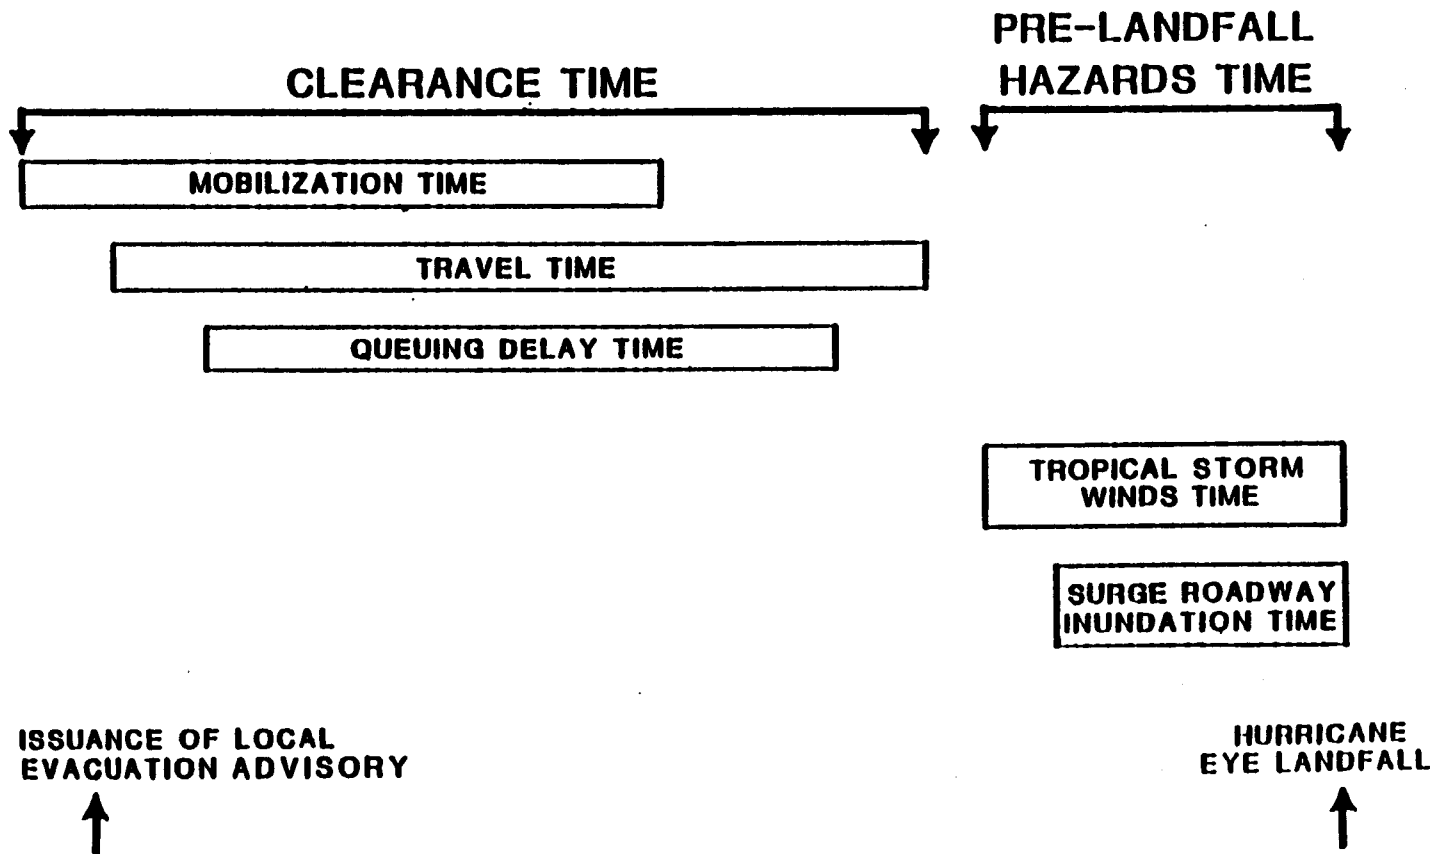 PRE-LANDFALL
HAZARDS TIME
CLEARANCE TIME
MOBILIZATION TIME
TRAVEL TIME
QUEUING DELAY TIME
TROPICAL STORM
WINDS TIME
SURGE ROADWAY
INUNDATION TIME
ISSUANCE OF LOCAL
EVACUATION ADVISORY
HURRICANE
EYE LANDFALL